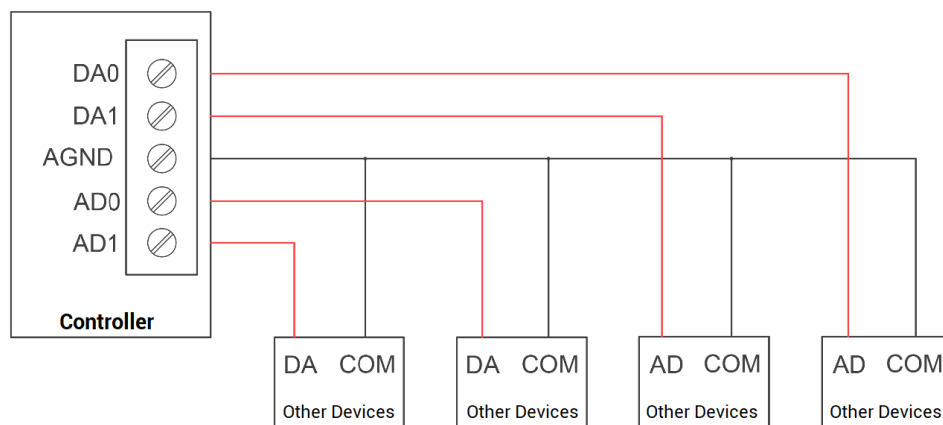 DA0
DA1
AGND
AD0
AD1
Controller
DA COM
Other Devices
DA COM
Other Devices
AD COM
Other Devices
AD COM
Other Devices